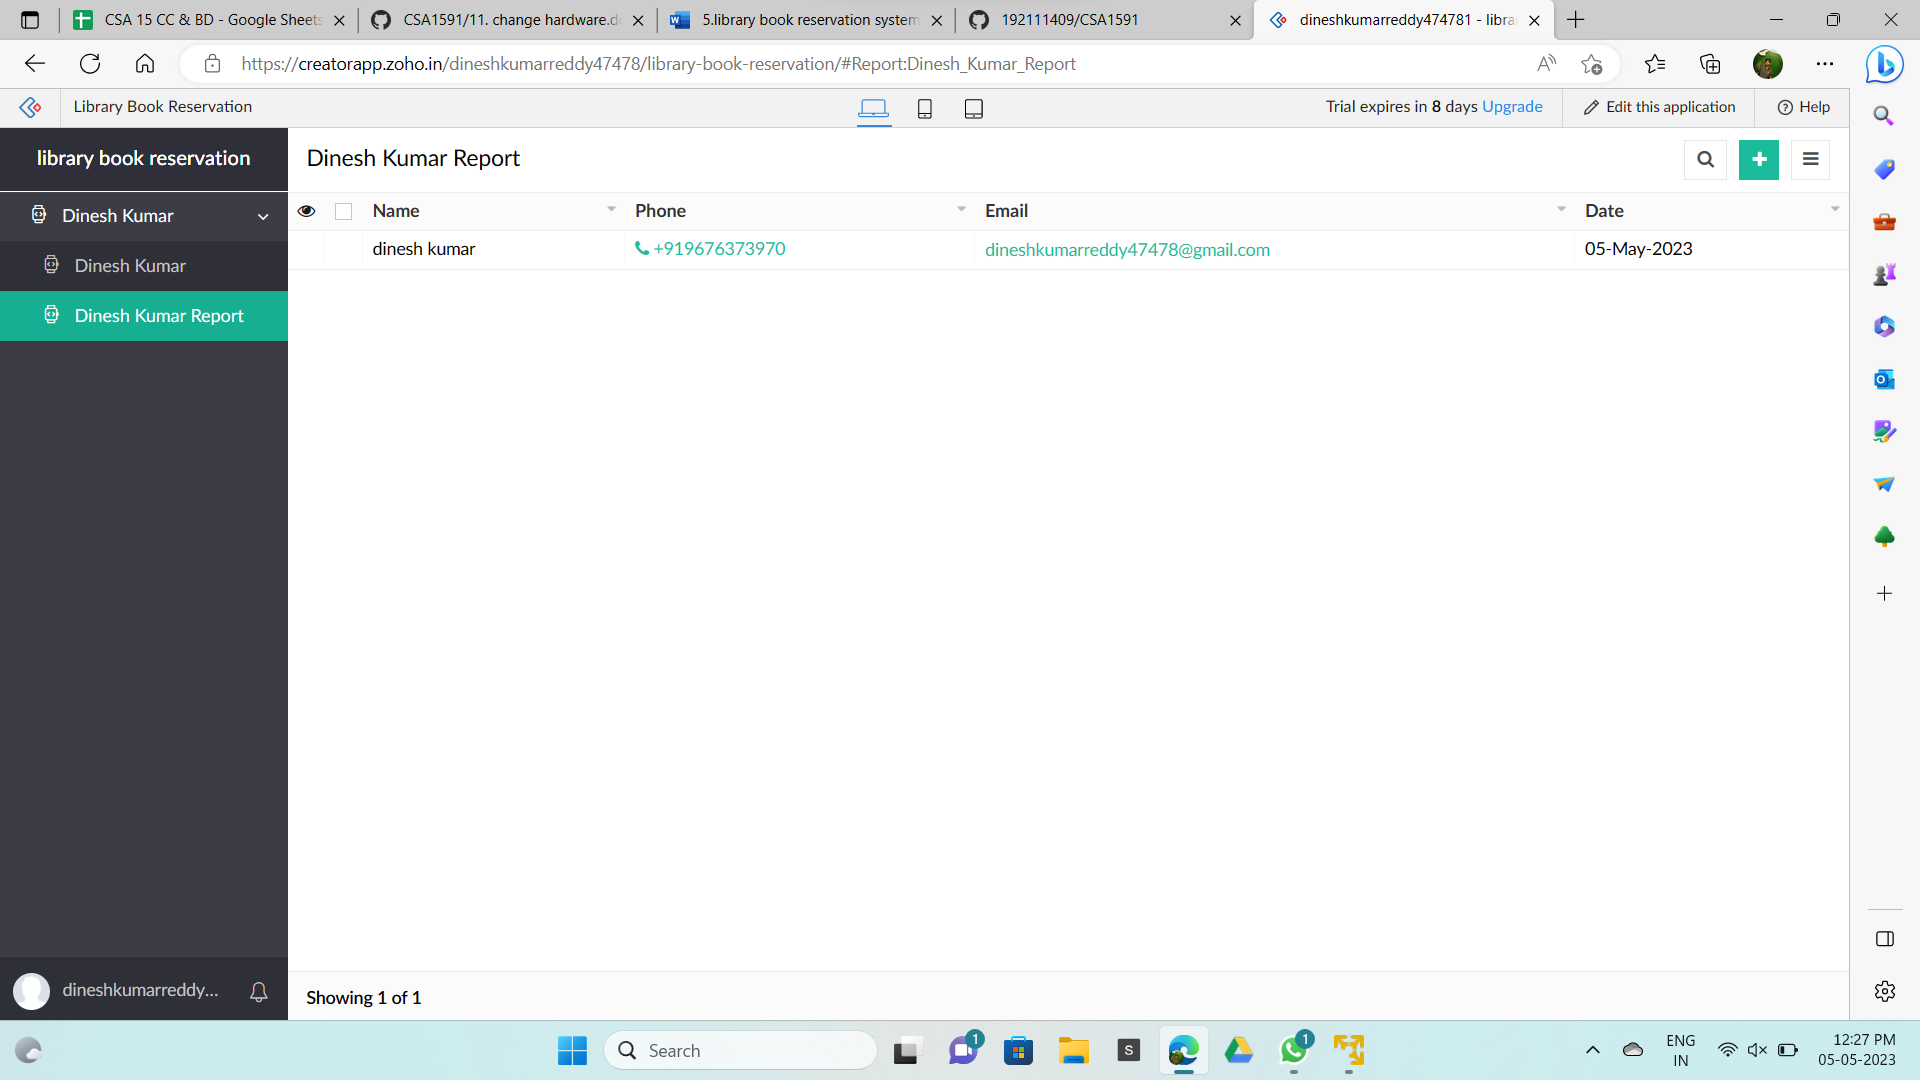 CSA 15 CC & BD - Google Sheets
CSA1591/11. change hardware.do
5.library book reservation system
192111409/CSA1591
dineshkumarreddy474781 - libra
https://creatorapp.zoho.in/dineshkumarreddy47478/library-book-reservation/#Report:Dinesh_Kumar_Report
Library Book Reservation
Trial expires in 8 days Upgrade
Edit this application
Help
library book reservation
Dinesh Kumar Report
Dinesh Kumar
Name
Phone
Email
Date
dinesh kumar
+919676373970
dineshkumarreddy47478@gmail.com
05-May-2023
Dinesh Kumar
Dinesh Kumar Report
dineshkumarreddy...
Showing 1 of 1
Search
1
S
1
ENG
IN
12:27 PM
05-05-2023